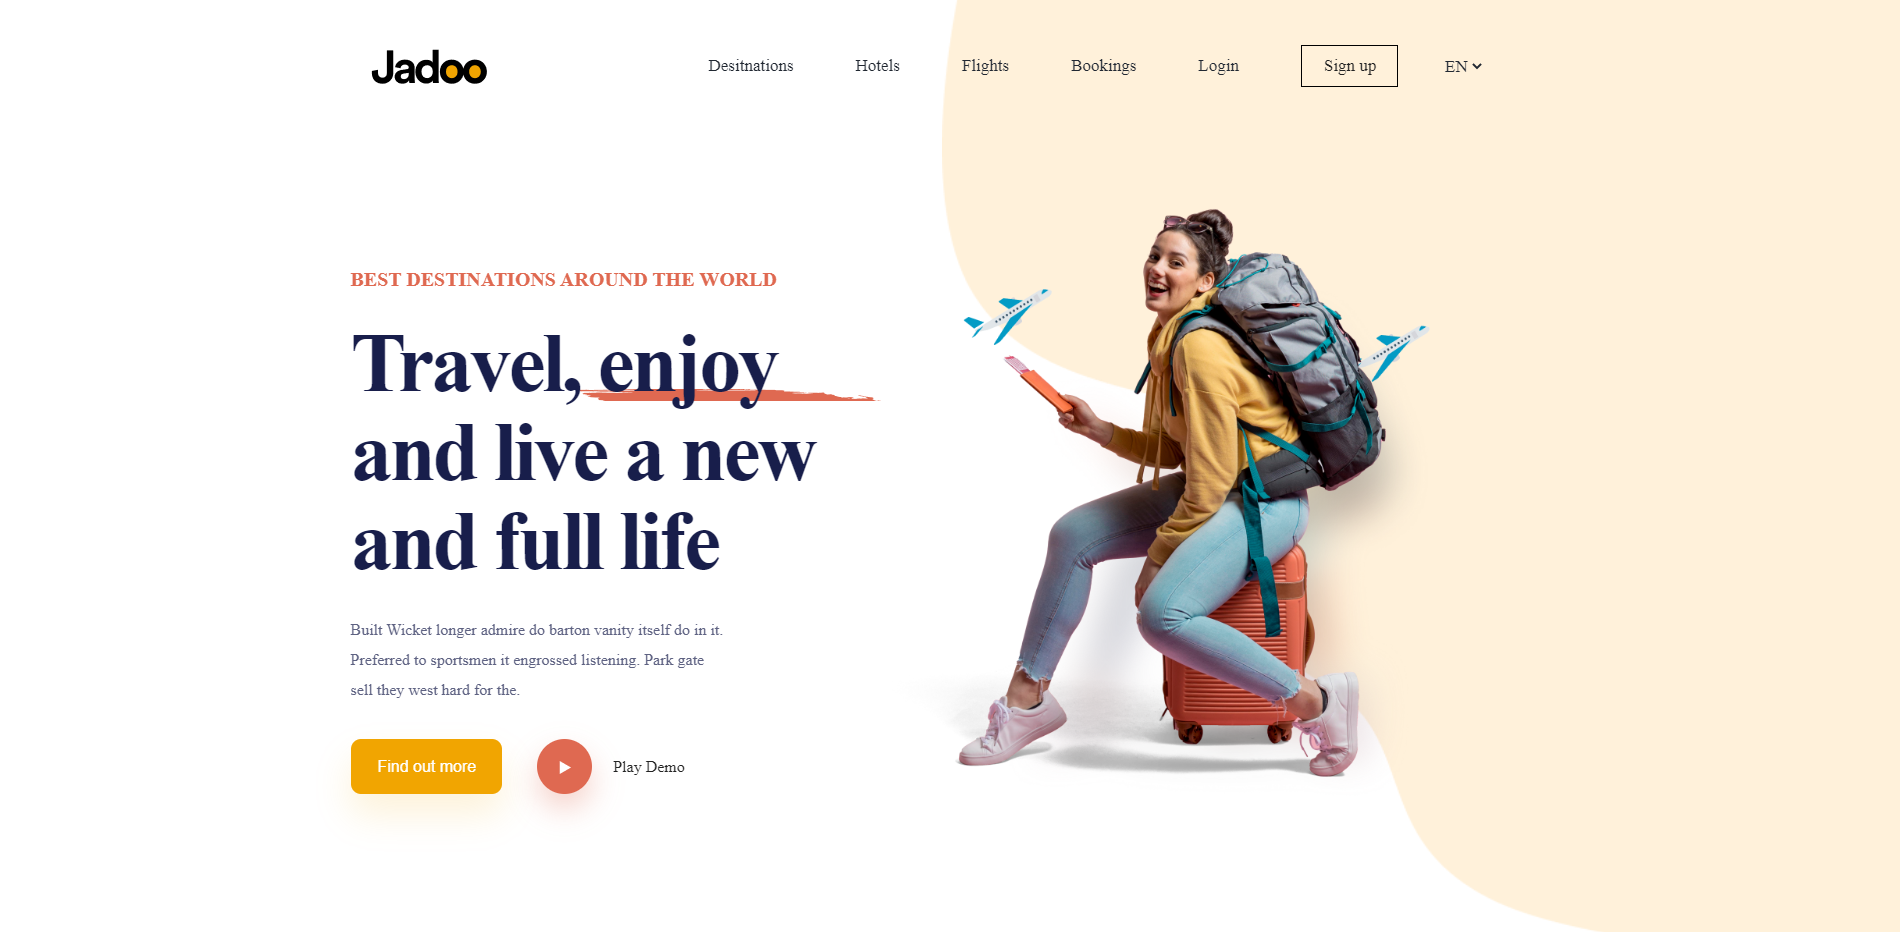 Jadoo
Desitnations
Hotels
Flights
Bookings
Login
Sign up
EN
BEST DESTINATIONS AROUND THE WORLD
Travel, enjoy
and live a new
and full life
Built Wicket longer admire do barton vanity itself do in it.
Preferred to sportsmen it engrossed listening. Park gate
sell they west hard for the.
Find out more
Play Demo